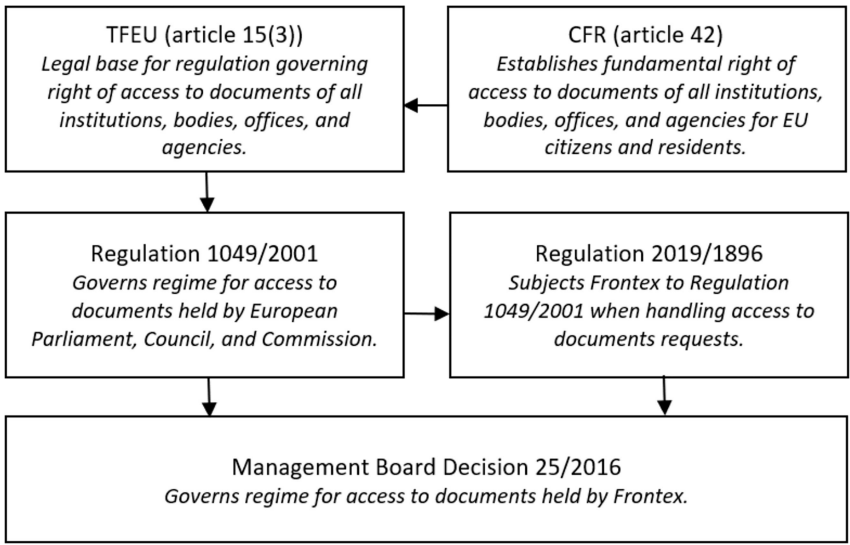 TFEU (article 15(3))
Legal base for regulation governing
right of access to documents of all
institutions, bodies, offices, and
agencies.
CFR (article 42)
Establishes fundamental right of
access to documents of all institutions,
bodies, offices, and agencies for EU
citizens and residents.
Regulation 1049/2001
Governs regime for access to
documents held by European
Parliament, Council, and Commission.
Regulation 2019/1896
Subjects Frontex to Regulation
1049/2001 when handling access to
documents requests.
Management Board Decision 25/2016
Governs regime for access to documents held by Frontex.